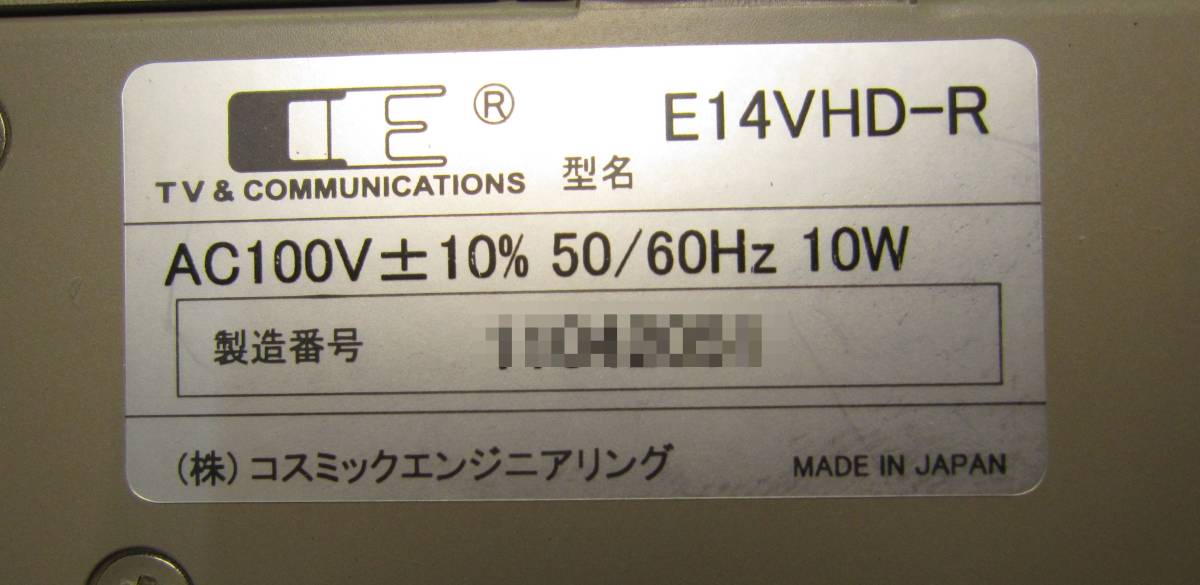 CE ®
TV & COMMUNICATIONS 型名 E14VHD-R
AC100V±10% 50/60Hz 10W
製造番号
(株)コスミックエンジニアリング MADE IN JAPAN